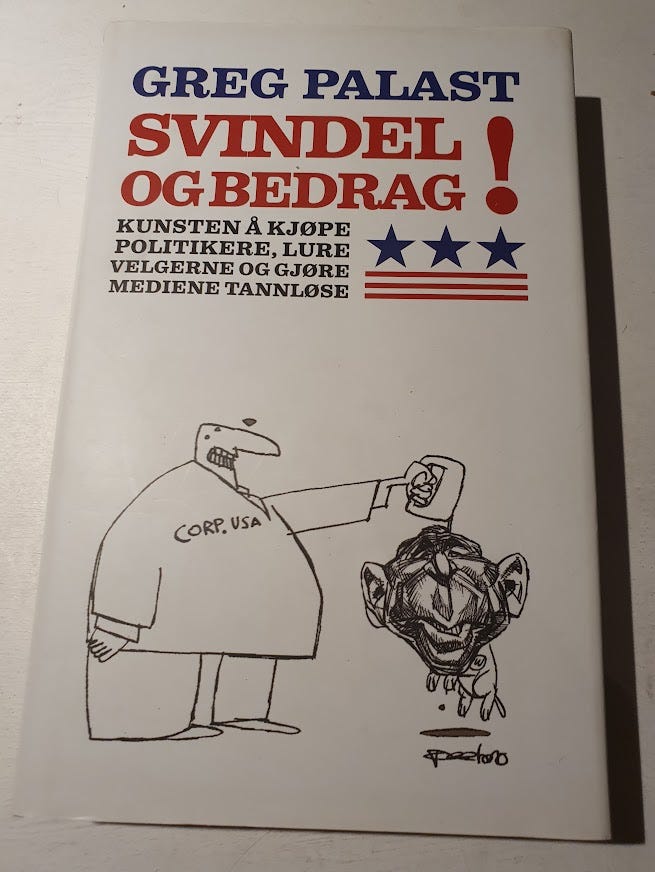 GREG PALAST
SVINDEL
OG BEDRAG!
KUNSTEN Å KJØPE
POLITIKERE, LURE
VELGERNE OG GJØRE
MEDIENE TANNLØSE
CORP. USA
W